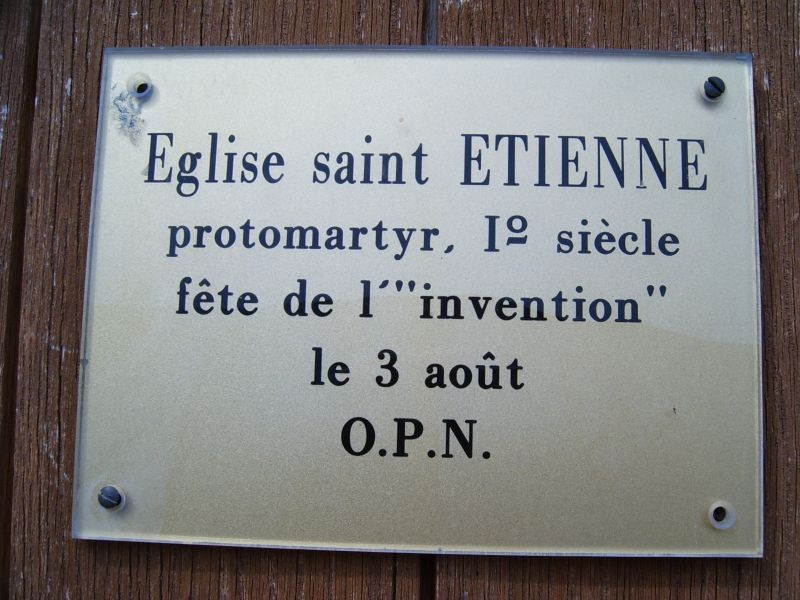 Eglise saint ETIENNE
protomartyr, Iº siècle
fête de l´"invention"
le 3 août
O.P.N.